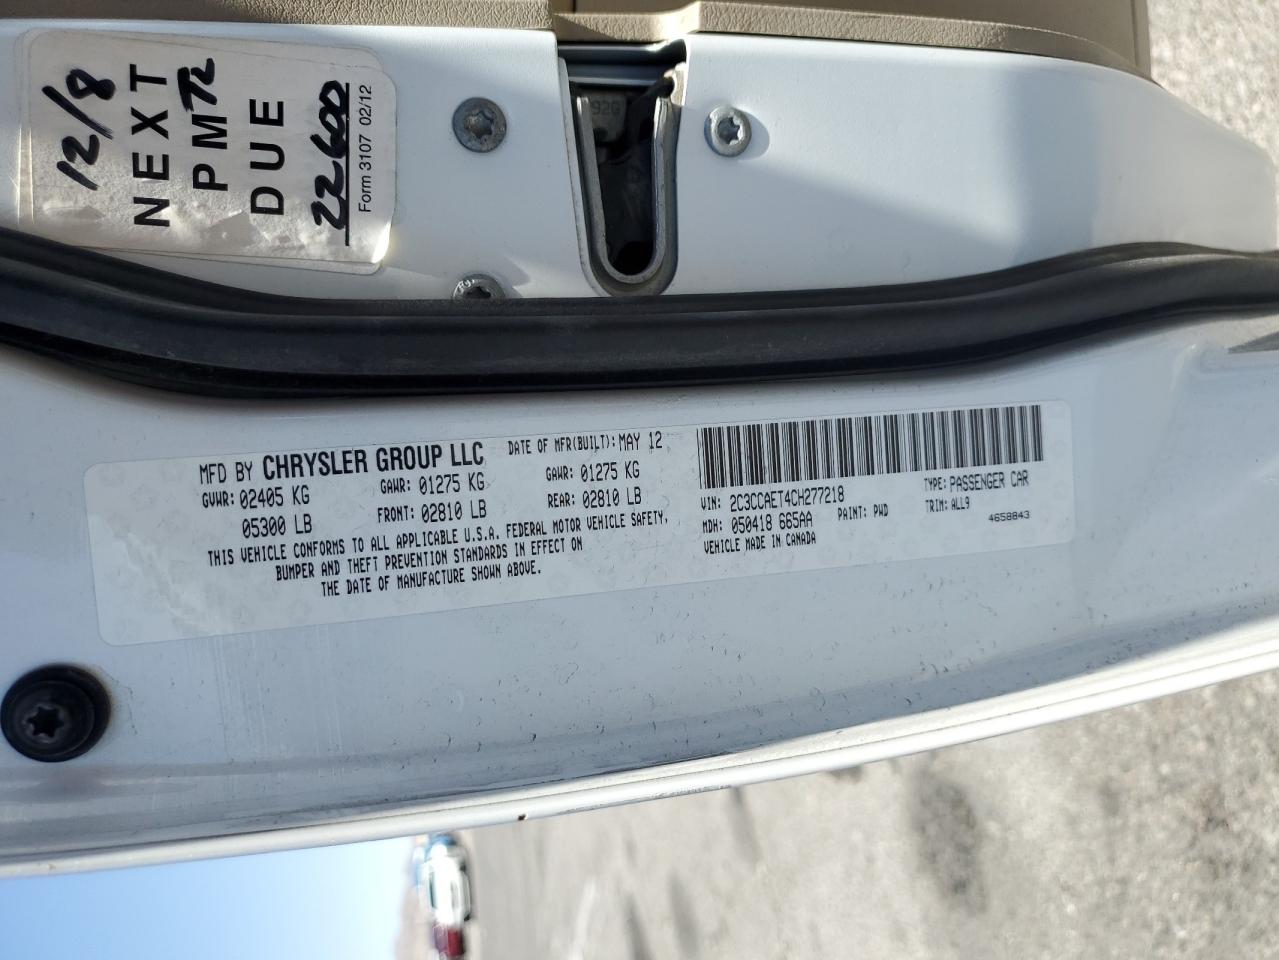 12/8
NEXT
PM
DUE
22600
Form 3107 02/12
MFD BY CHRYSLER GROUP LLC DATE OF MFR(BUILT): MAY 12
GVWR: 02405 KG GAWR: 01275 KG GAWR: 01275 KG
05300 LB FRONT: 02810 LB REAR: 02810 LB
THIS VEHICLE CONFORMS TO ALL APPLICABLE U.S.A. FEDERAL MOTOR VEHICLE SAFETY,
BUMPER AND THEFT PREVENTION STANDARDS IN EFFECT ON
THE DATE OF MANUFACTURE SHOWN ABOVE.
VIN: 2C3CCAET4CH277218 TYPE: PASSENGER CAR
MDH: 050418 665AA PAINT: PWD TRIM: ALL9
VEHICLE MADE IN CANADA 4658843